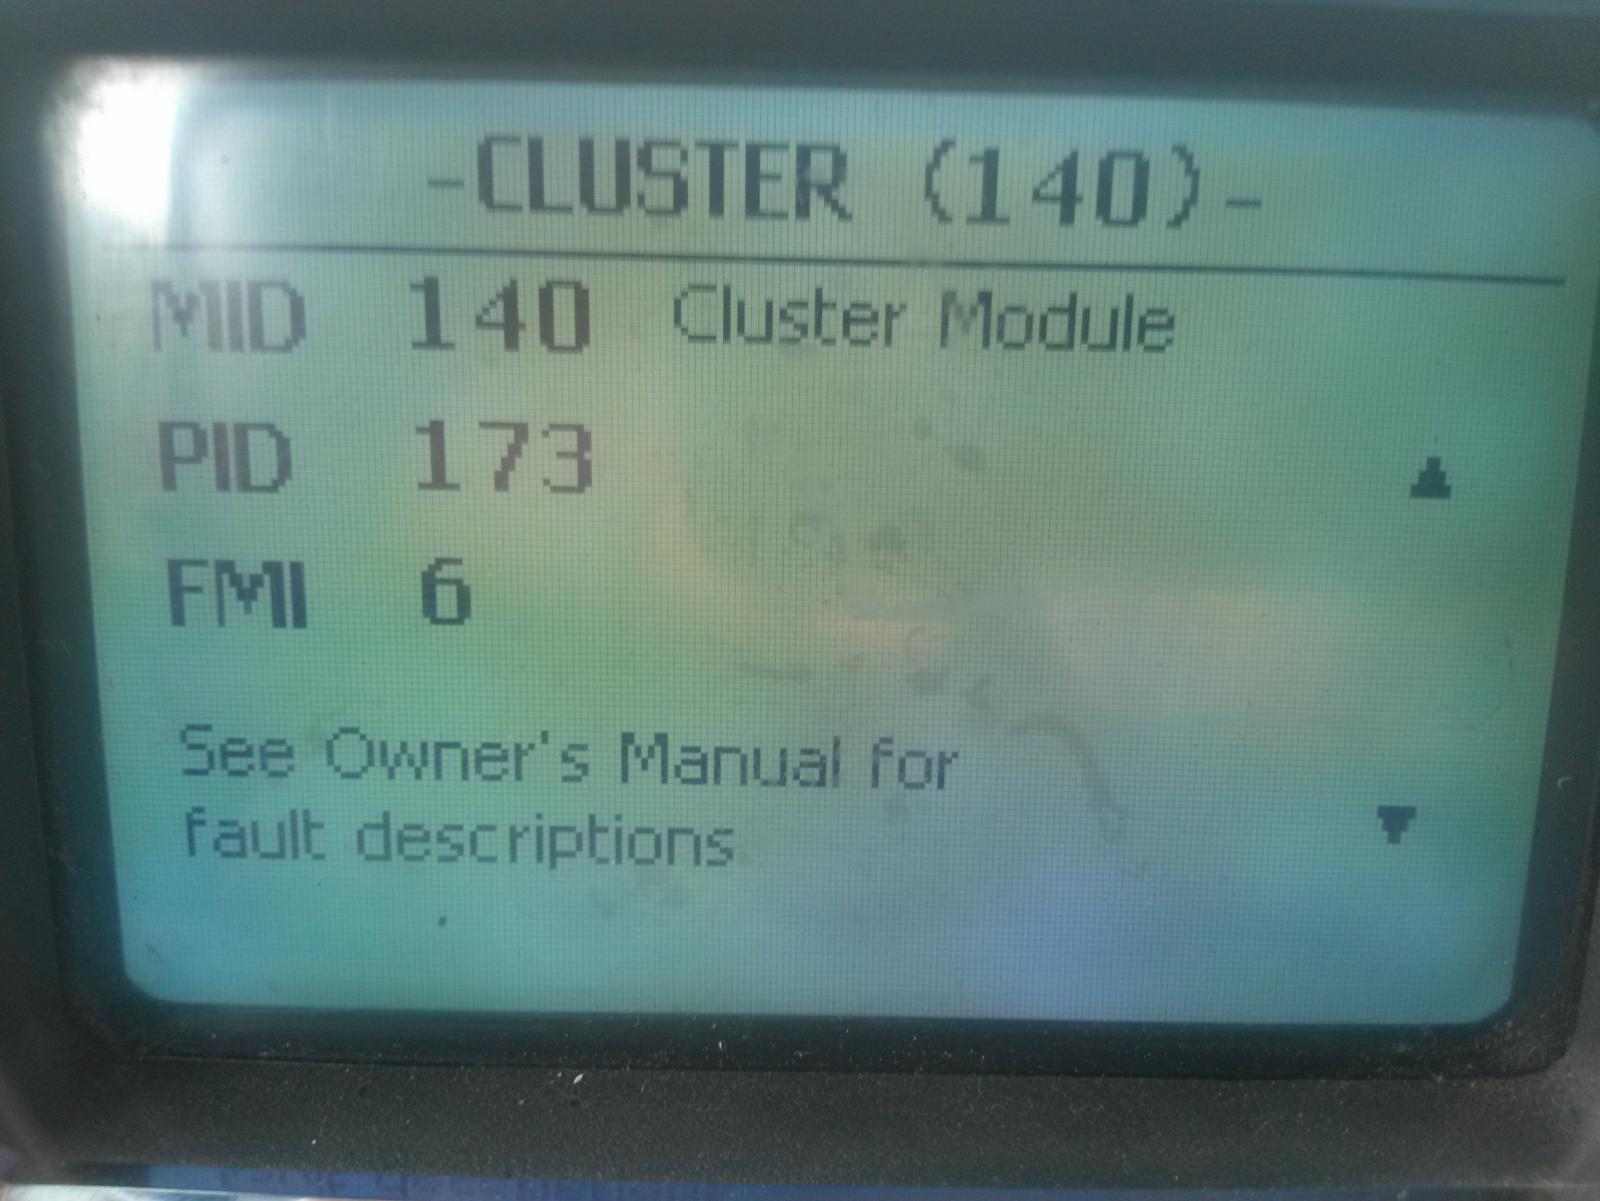 -CLUSTER (140)-
MID 140 Cluster Module
PID 173
FMI 6
See Owner's Manual for
fault descriptions